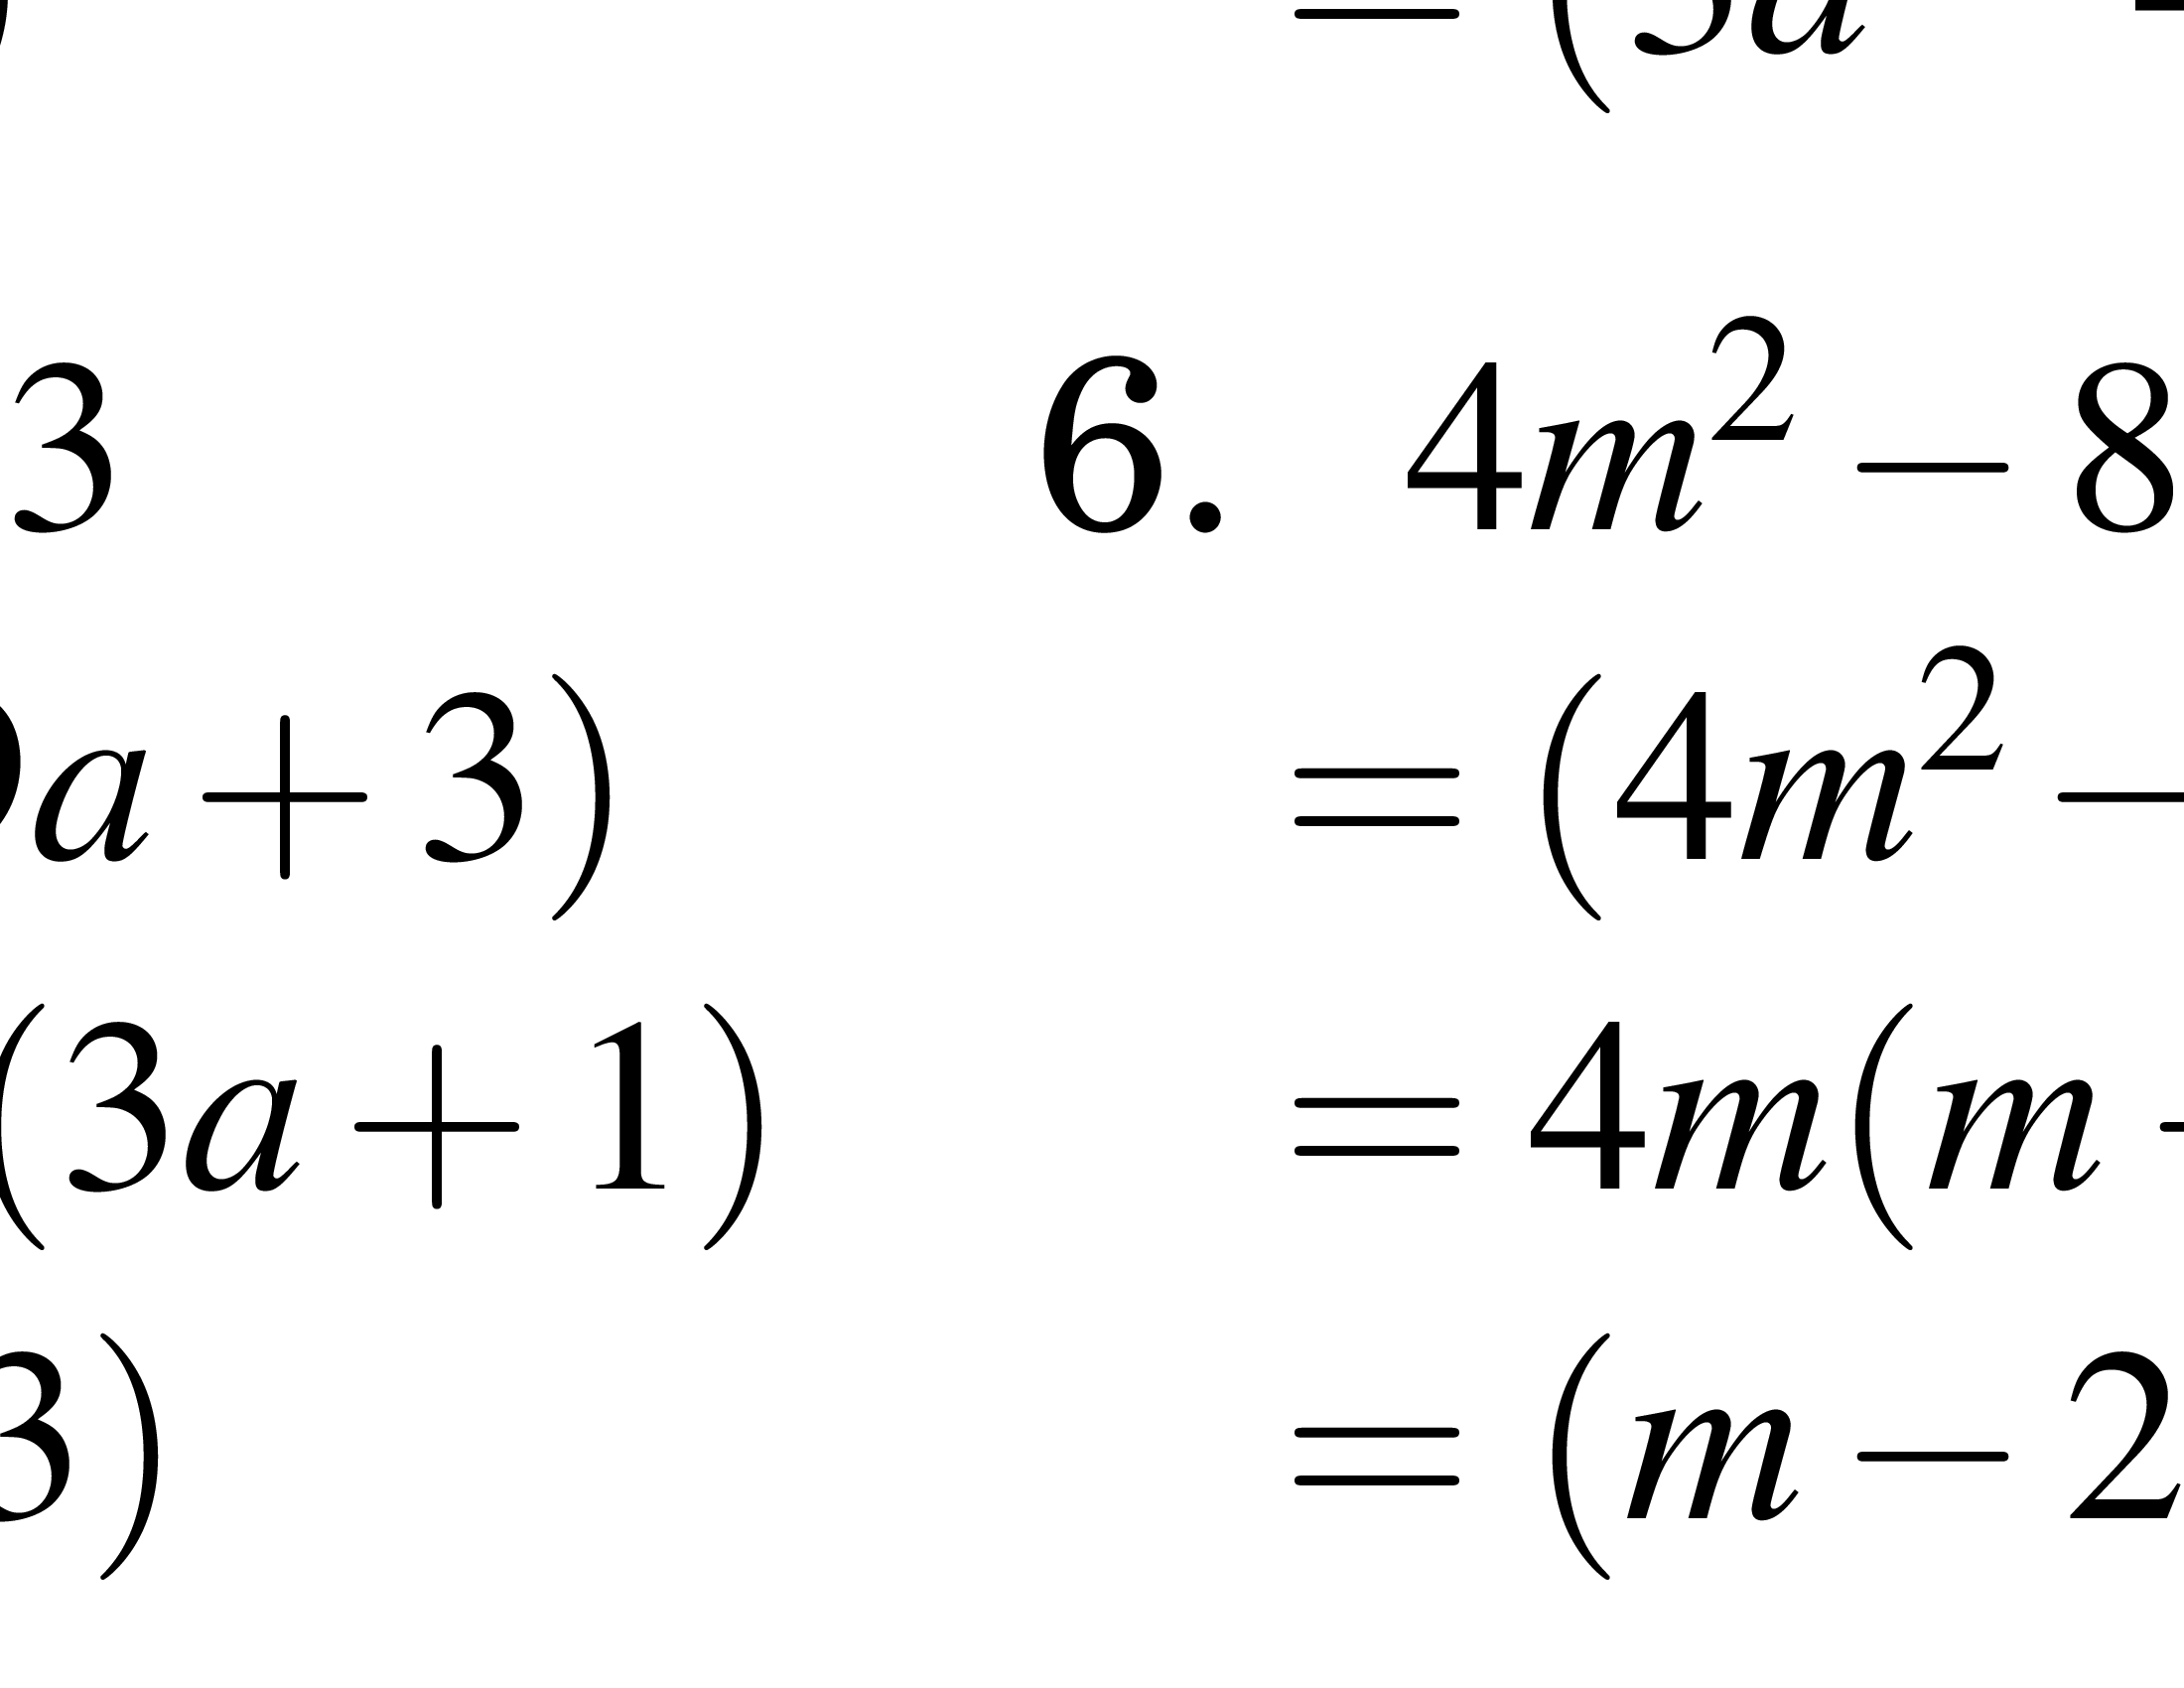 = (3a
3
a + 3)
(3a + 1)
3)
6. 4m² − 8
= (4m² −
= 4m(m -
= (m − 2